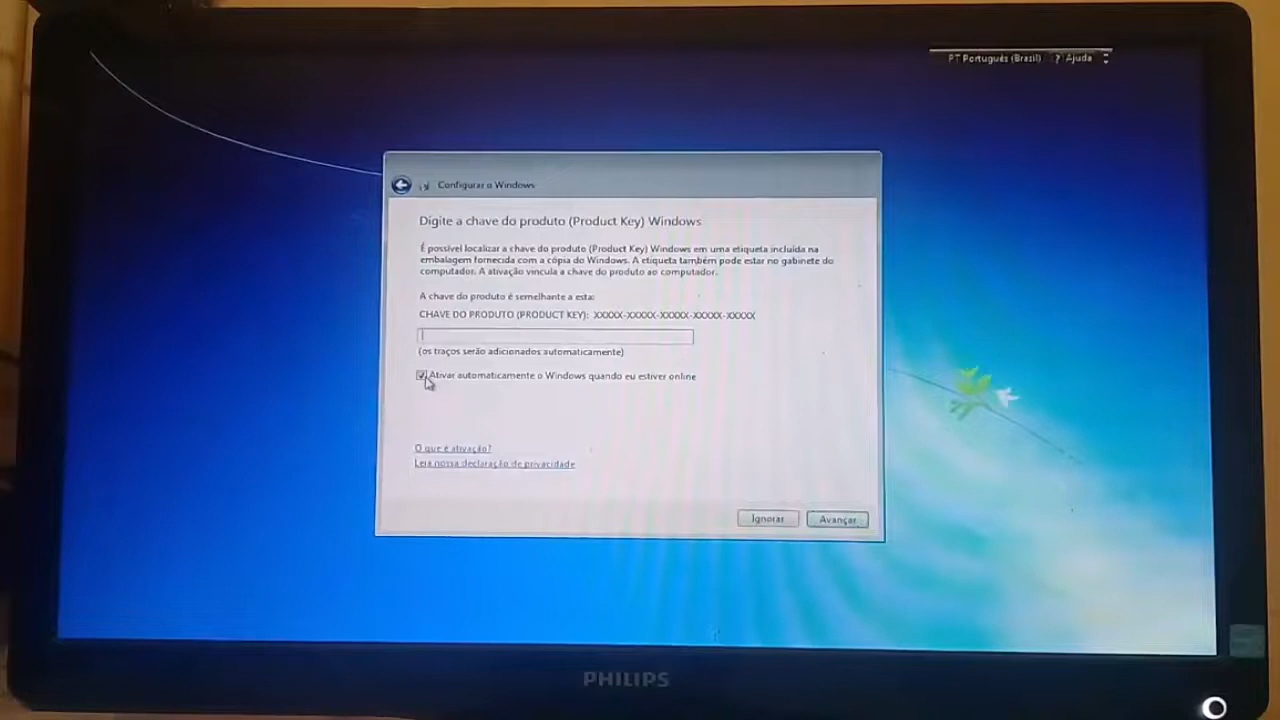 PT Português (Brasil) ? Ajuda
Configurar o Windows
Digite a chave do produto (Product Key) Windows
É possível localizar a chave do produto (Product Key) Windows em uma etiqueta incluída na
embalagem fornecida com a cópia do Windows. A etiqueta também pode estar no gabinete do
computador. A ativação vincula a chave do produto ao computador.
A chave do produto é semelhante a esta:
CHAVE DO PRODUTO (PRODUCT KEY): XXXXX-XXXXX-XXXXX-XXXXX-XXXXX
(os traços serão adicionados automaticamente)
Ativar automaticamente o Windows quando eu estiver online
O que é ativação?
Leia nossa declaração de privacidade
Ignorar Avançar
PHILIPS